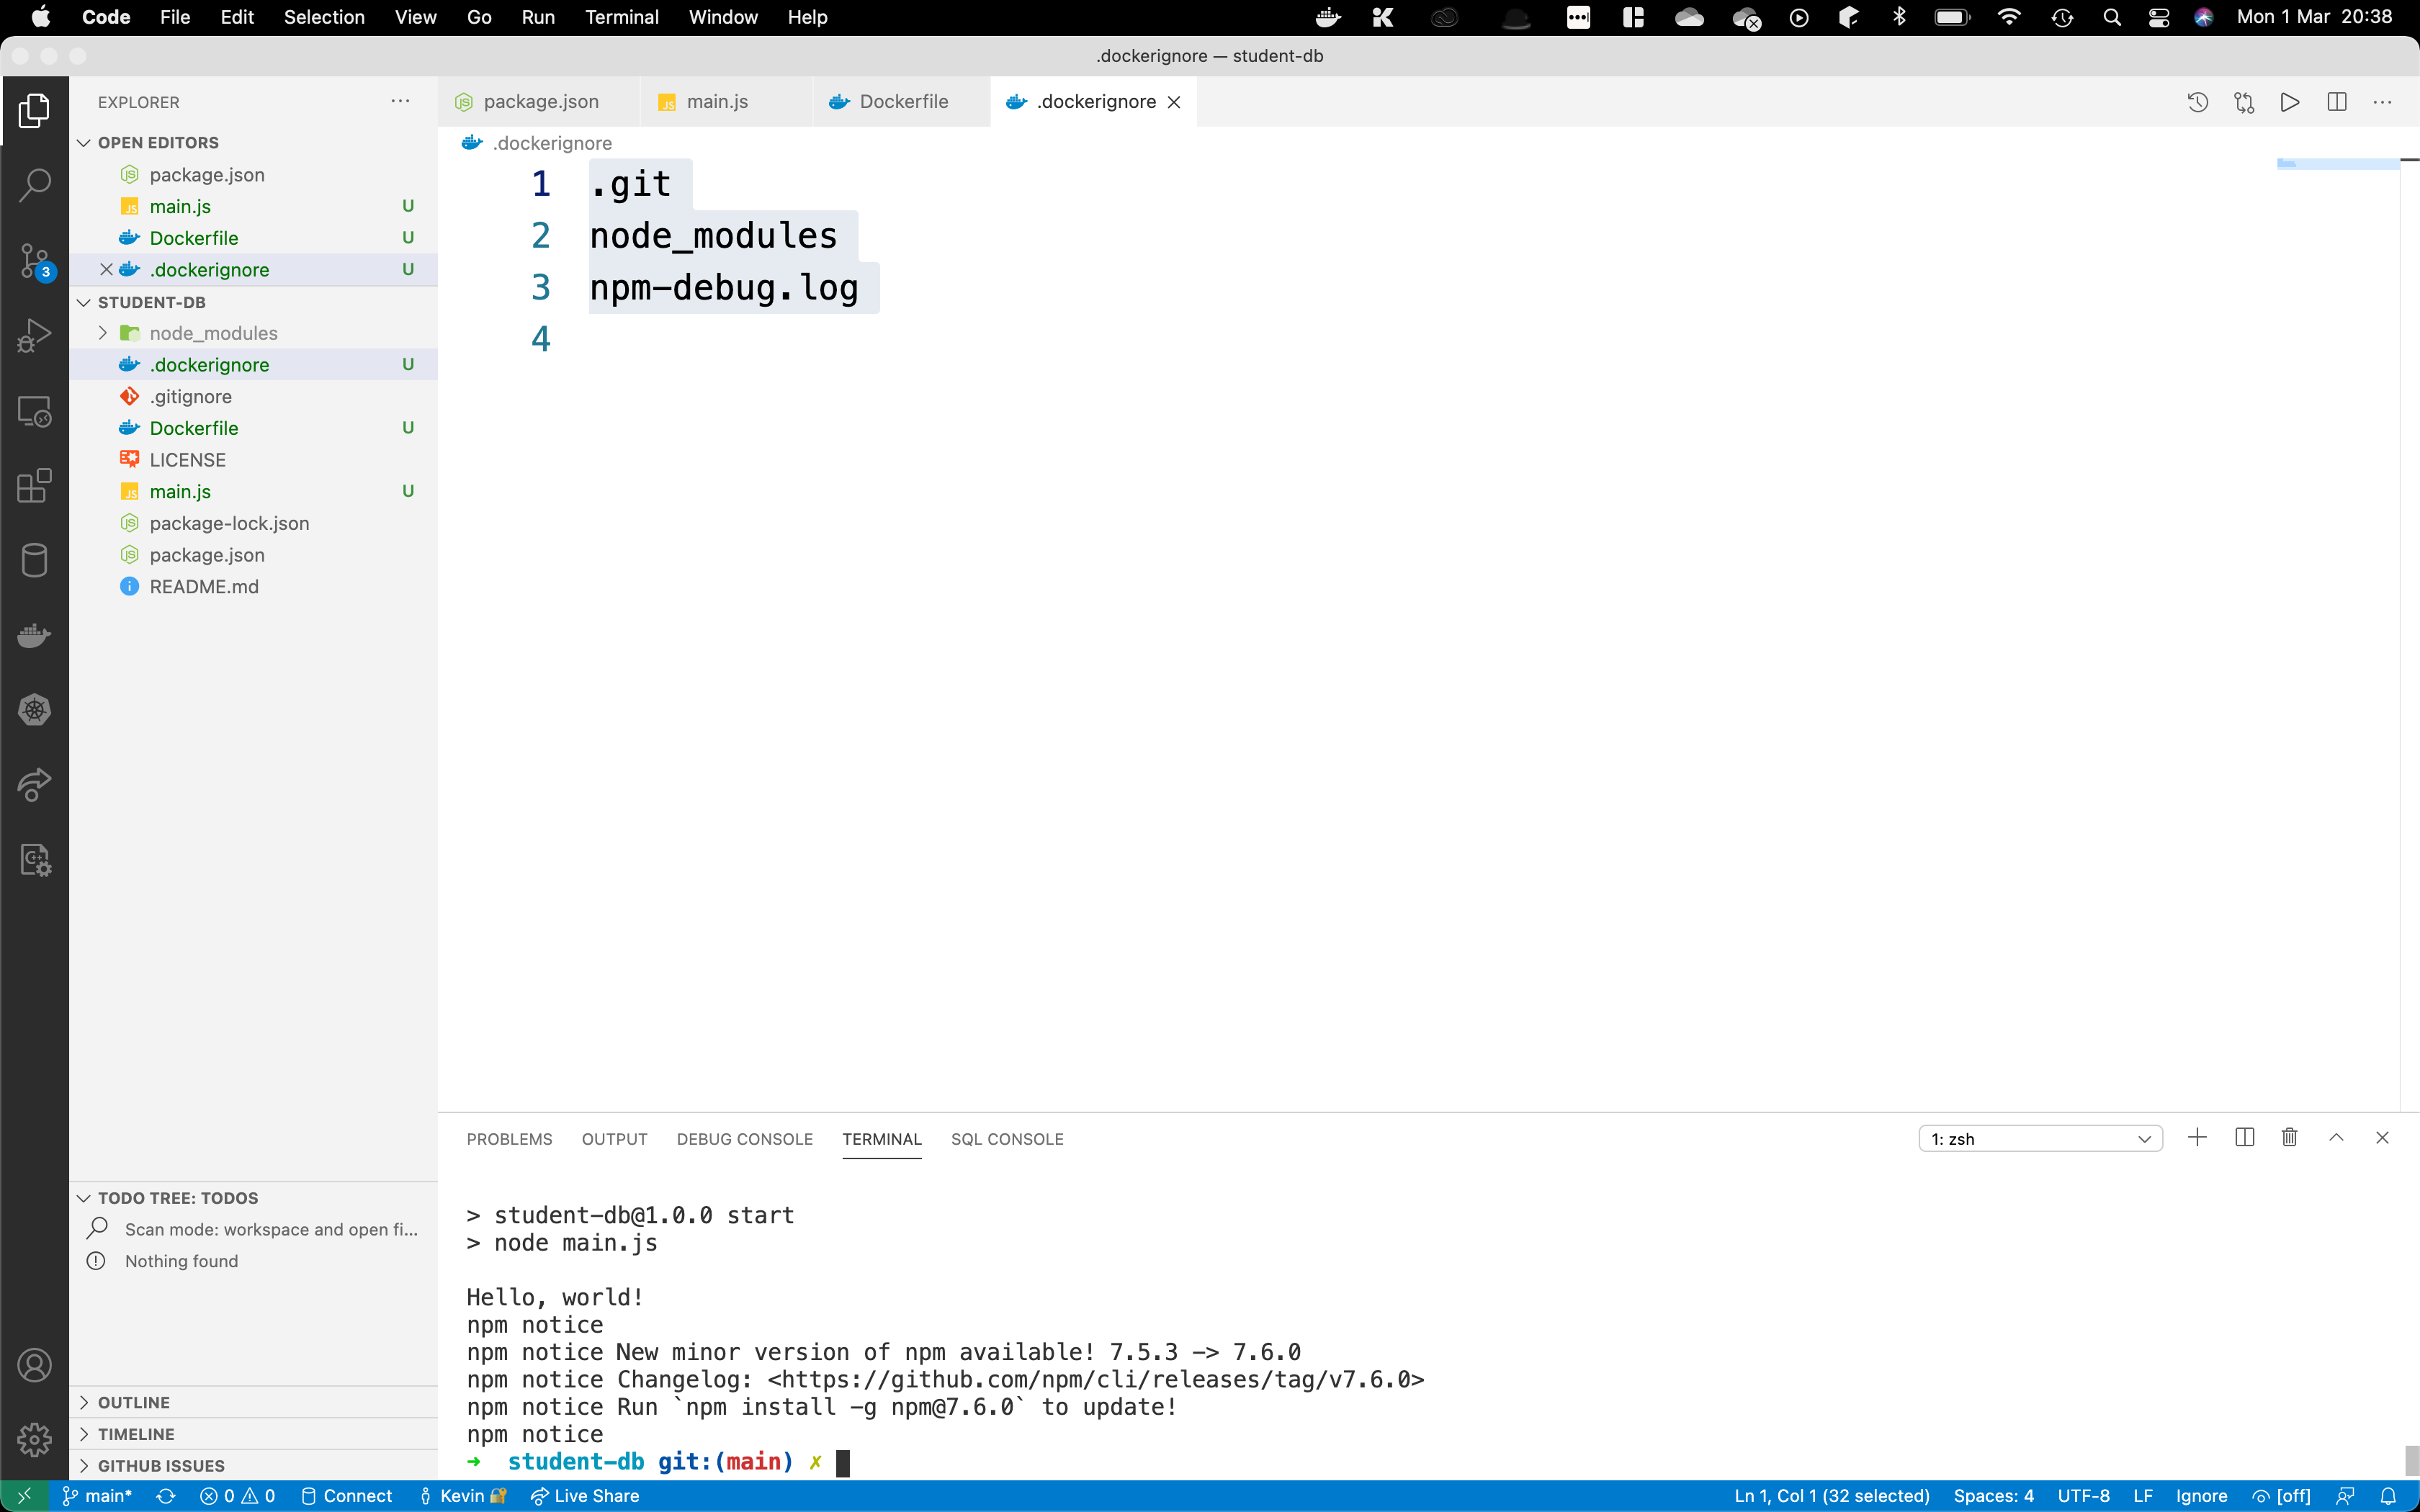 Code File Edit Selection View Go Run Terminal Window Help Mon 1 Mar 20:38
.dockerignore — student-db
EXPLORER
OPEN EDITORS
package.json
main.js U
Dockerfile U
.dockerignore U
STUDENT-DB
node_modules
.dockerignore U
.gitignore
Dockerfile U
LICENSE
main.js U
package-lock.json
package.json
README.md
3
TODO TREE: TODOS
Scan mode: workspace and open fi...
Nothing found
OUTLINE
TIMELINE
GITHUB ISSUES
package.json main.js Dockerfile .dockerignore
.dockerignore
1 .git
2 node_modules
3 npm-debug.log
4
PROBLEMS OUTPUT DEBUG CONSOLE TERMINAL SQL CONSOLE 1: zsh
> student-db@1.0.0 start
> node main.js
Hello, world!
npm notice
npm notice New minor version of npm available! 7.5.3 -> 7.6.0
npm notice Changelog: <https://github.com/npm/cli/releases/tag/v7.6.0>
npm notice Run `npm install -g npm@7.6.0` to update!
npm notice
➜ student-db git:(main) ✗
main* 0 0 Connect Kevin 🔐 Live Share Ln 1, Col 1 (32 selected) Spaces: 4 UTF-8 LF Ignore [off]